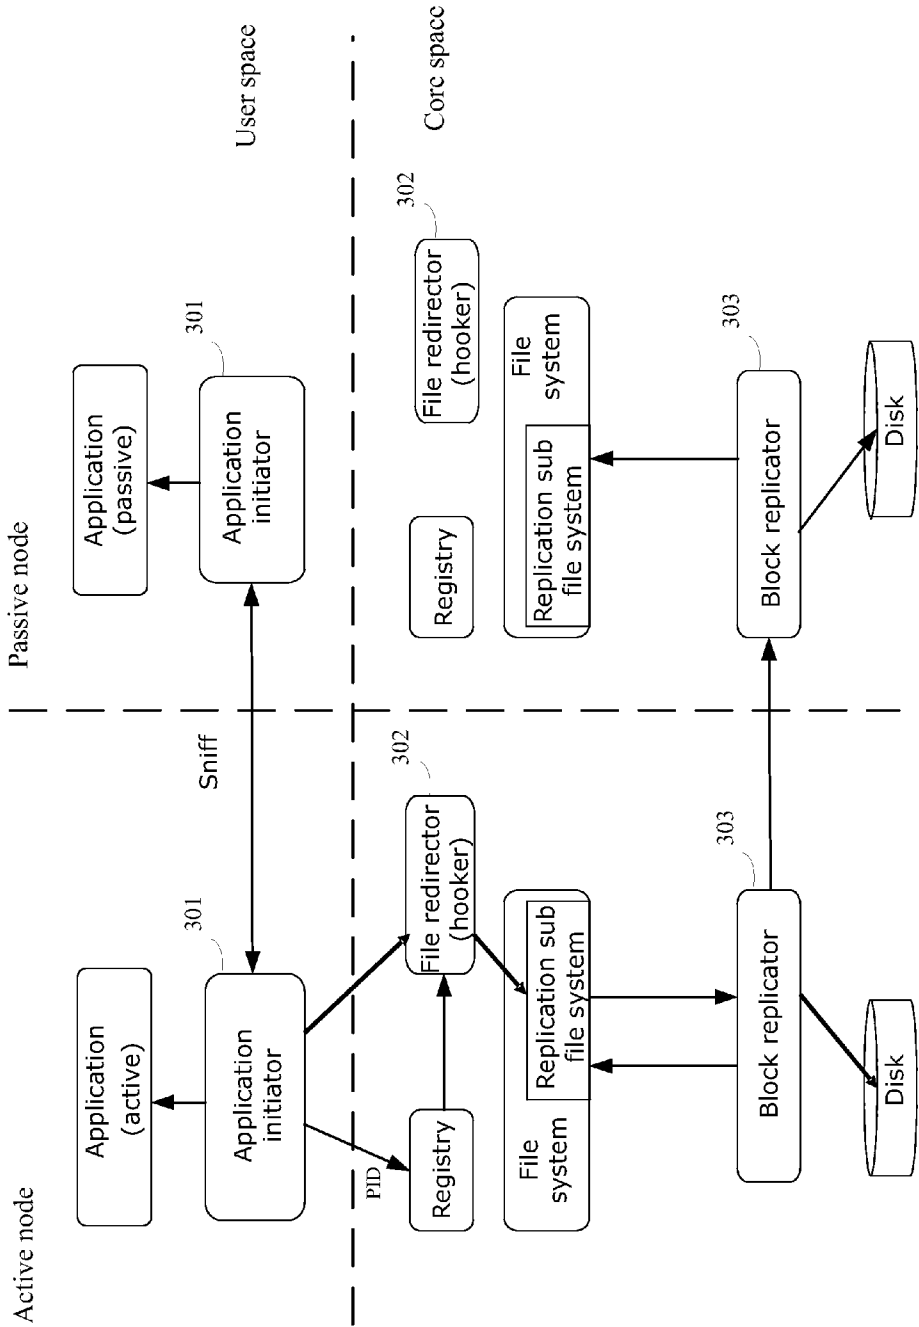 Active node
Passive node
Application
(active)
Application
(passive)
301
Application
initiator
Sniff
301
Application
initiator
User space
PID
Core space
Registry
302
File redirector
(hooker)
Registry
302
File redirector
(hooker)
File
system
Replication sub
file system
Replication sub
file system
File
system
303
Block replicator
303
Block replicator
Disk
Disk